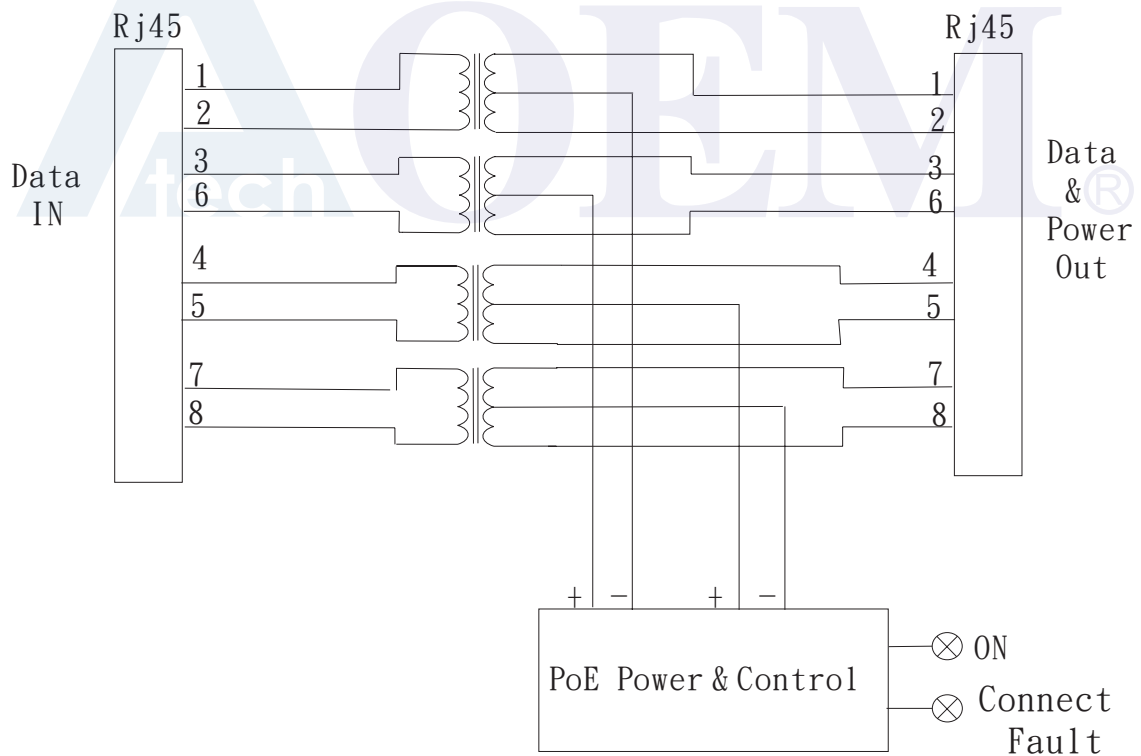 Rj45
Rj45
AOEM
tech
®
Data
IN
1
2
3
6
4
5
7
8
1
2
3
6
4
5
7
8
Data
&
Power
Out
+ − + −
PoE Power & Control
ON
Connect
Fault